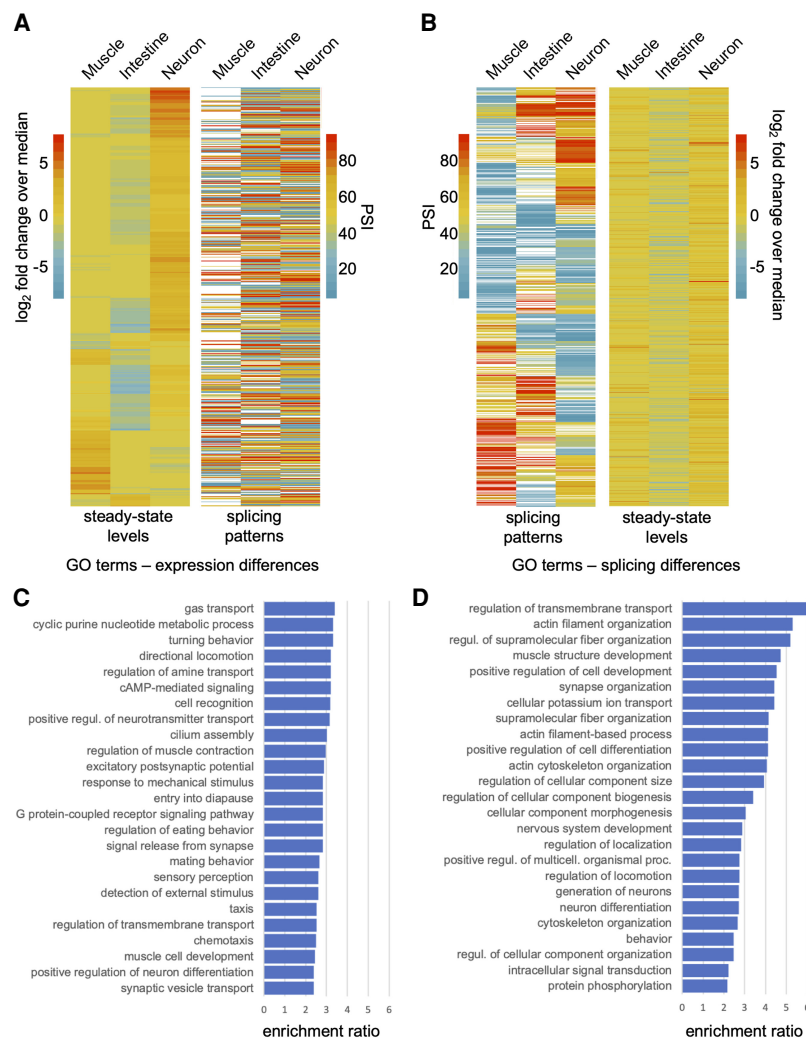 A
B
Muscle
Intestine
Neuron
Muscle
Intestine
Neuron
Muscle
Intestine
Neuron
Muscle
Intestine
Neuron
log2 fold change over median
5
0
-5
80
60
40
20
PSI
PSI
80
60
40
20
5
0
-5
log2 fold change over median
steady-state
levels
splicing
patterns
splicing
patterns
steady-state
levels
GO terms – expression differences
GO terms – splicing differences
C
gas transport
cyclic purine nucleotide metabolic process
turning behavior
directional locomotion
regulation of amine transport
cAMP-mediated signaling
cell recognition
positive regul. of neurotransmitter transport
cilium assembly
regulation of muscle contraction
excitatory postsynaptic potential
response to mechanical stimulus
entry into diapause
G protein-coupled receptor signaling pathway
regulation of eating behavior
signal release from synapse
mating behavior
sensory perception
detection of external stimulus
taxis
regulation of transmembrane transport
chemotaxis
muscle cell development
positive regulation of neuron differentiation
synaptic vesicle transport
0 1 2 3 4 5 6
enrichment ratio
D
regulation of transmembrane transport
actin filament organization
regul. of supramolecular fiber organization
muscle structure development
positive regulation of cell development
synapse organization
cellular potassium ion transport
supramolecular fiber organization
actin filament-based process
positive regulation of cell differentiation
actin cytoskeleton organization
regulation of cellular component size
regulation of cellular component biogenesis
cellular component morphogenesis
nervous system development
regulation of localization
positive regul. of multicell. organismal proc.
regulation of locomotion
generation of neurons
neuron differentiation
cytoskeleton organization
behavior
regul. of cellular component organization
intracellular signal transduction
protein phosphorylation
0 1 2 3 4 5 6
enrichment ratio